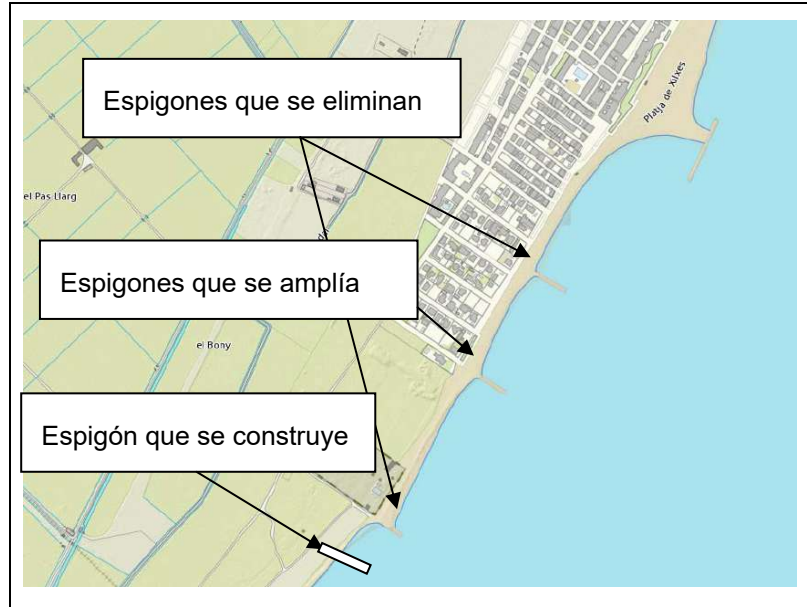 Espigones que se eliminan
Platja de Xilxes
el Pas Llarg
Espigones que se amplía
el Bony
Espigón que se construye